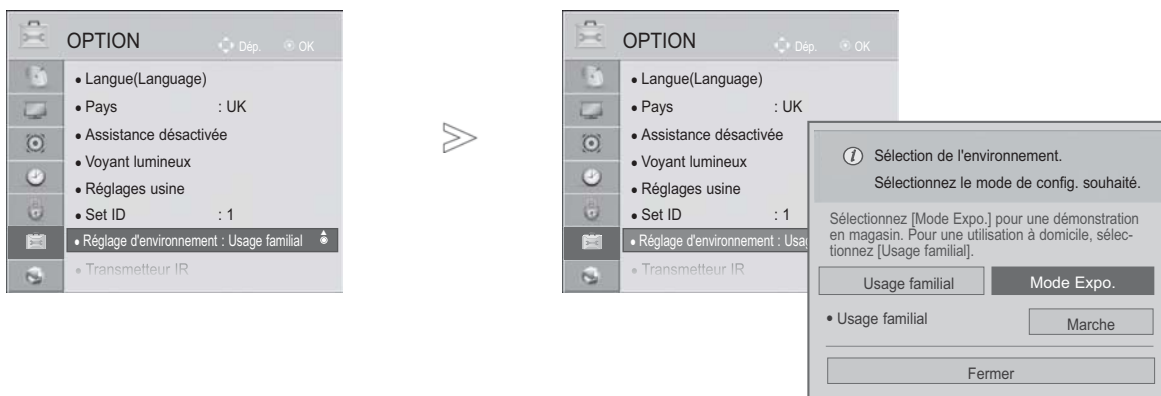 OPTION
Dép. OK
• Langue(Language)
• Pays : UK
• Assistance désactivée
• Voyant lumineux
• Réglages usine
• Set ID : 1
• Réglage d'environnement : Usage familial
• Transmetteur IR
OPTION
Dép. OK
• Langue(Language)
• Pays : UK
• Assistance désactivée
• Voyant lumineux
• Réglages usine
• Set ID : 1
• Réglage d'environnement : Usa
• Transmetteur IR
Sélection de l'environnement.
Sélectionnez le mode de config. souhaité.
Sélectionnez [Mode Expo.] pour une démonstration
en magasin. Pour une utilisation à domicile, sélec-
tionnez [Usage familial].
Usage familial Mode Expo.
• Usage familial Marche
Fermer